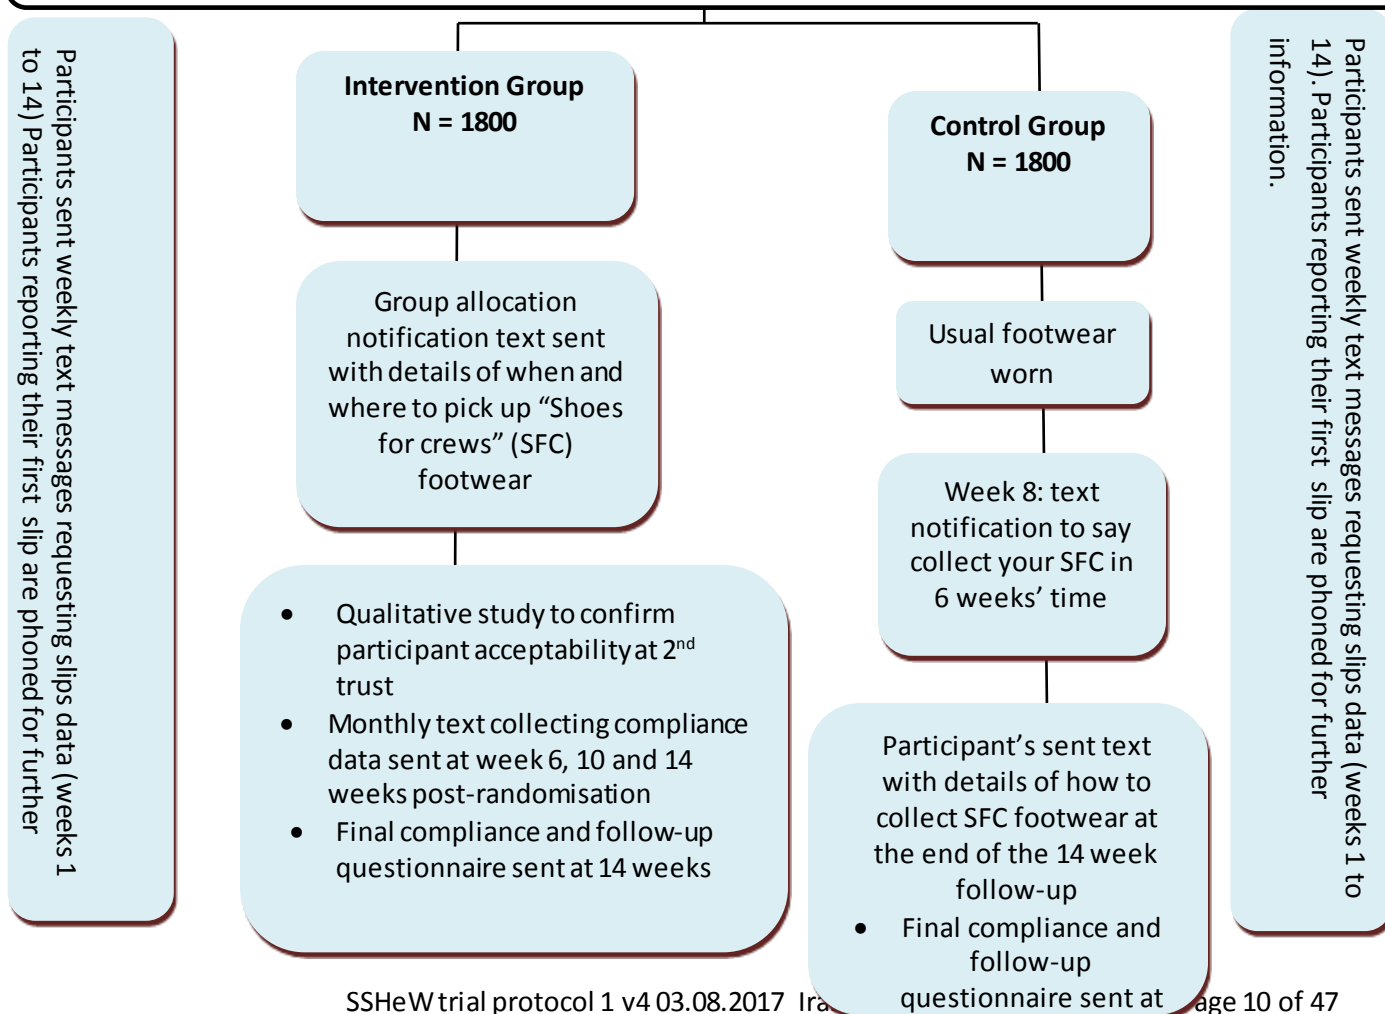 Participants sent weekly text messages requesting slips data (weeks 1
to 14) Participants reporting their first slip are phoned for further
Intervention Group
N = 1800
Group allocation
notification text sent
with details of when and
where to pick up “Shoes
for crews” (SFC)
footwear
• Qualitative study to confirm
participant acceptability at 2nd
trust
• Monthly text collecting compliance
data sent at week 6, 10 and 14
weeks post-randomisation
• Final compliance and follow-up
questionnaire sent at 14 weeks
Control Group
N = 1800
Usual footwear
worn
Week 8: text
notification to say
collect your SFC in
6 weeks’ time
Participant’s sent text
with details of how to
collect SFC footwear at
the end of the 14 week
follow-up
• Final compliance and
follow-up
questionnaire sent at
Participants sent weekly text messages requesting slips data (weeks 1 to
14). Participants reporting their first slip are phoned for further
information.
SSHeW trial protocol 1 v4 03.08.2017 age 10 of 47